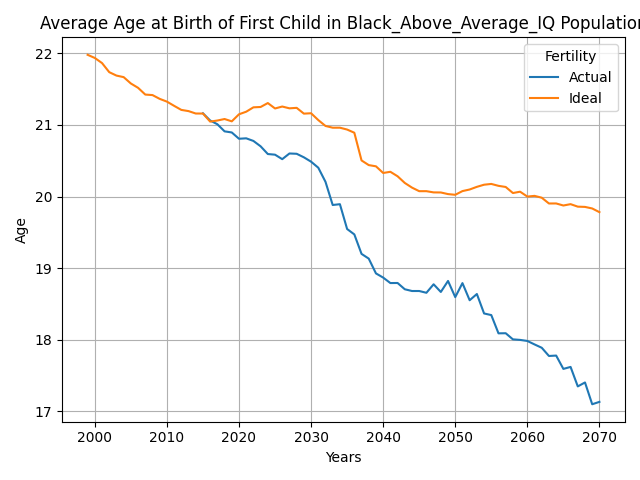 Average Age at Birth of First Child in Black_Above_Average_IQ Population
22
21
20
19
18
17
Age
Fertility
Actual
Ideal
2000 2010 2020 2030 2040 2050 2060 2070
Years